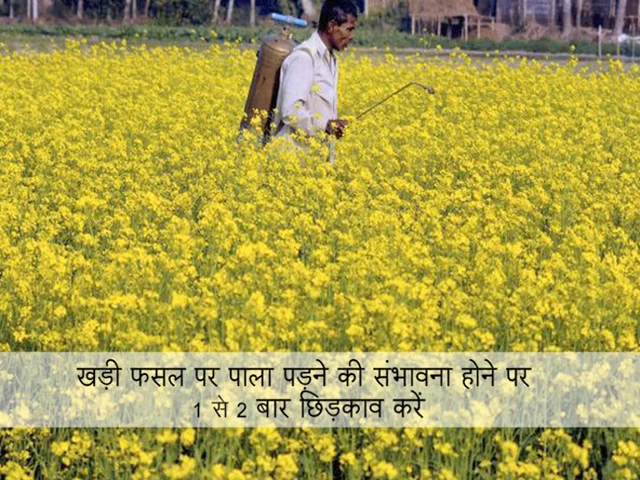 खड़ी फसल पर पाला पड़ने की संभावना होने पर
1 से 2 बार छिड़काव करें